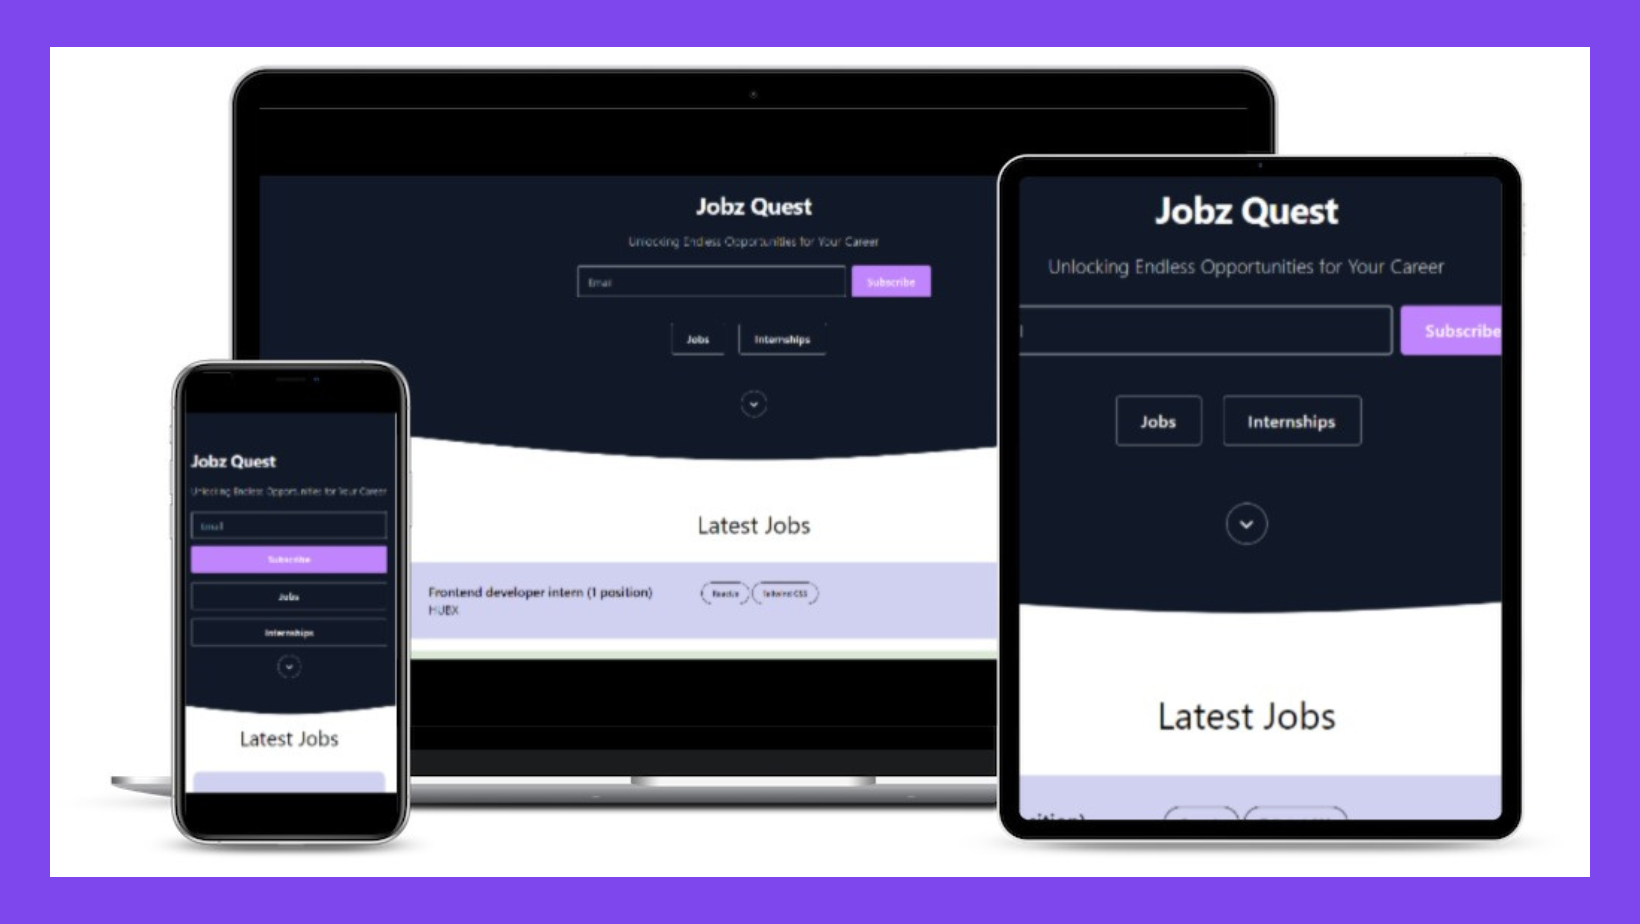 Jobz Quest
Unlocking Endless Opportunities for Your Career
Email
Subscribe
Jobs
Internships
Latest Jobs
Frontend developer intern (1 position)
HUBX
Tailwind CSS
Jobz Quest
Unlocking Endless Opportunities for Your Career
Email
Subscribe
Jobs
Internships
Latest Jobs
Jobz Quest
Unlocking Endless Opportunities for Your Career
Subscribe
Jobs
Internships
Latest Jobs